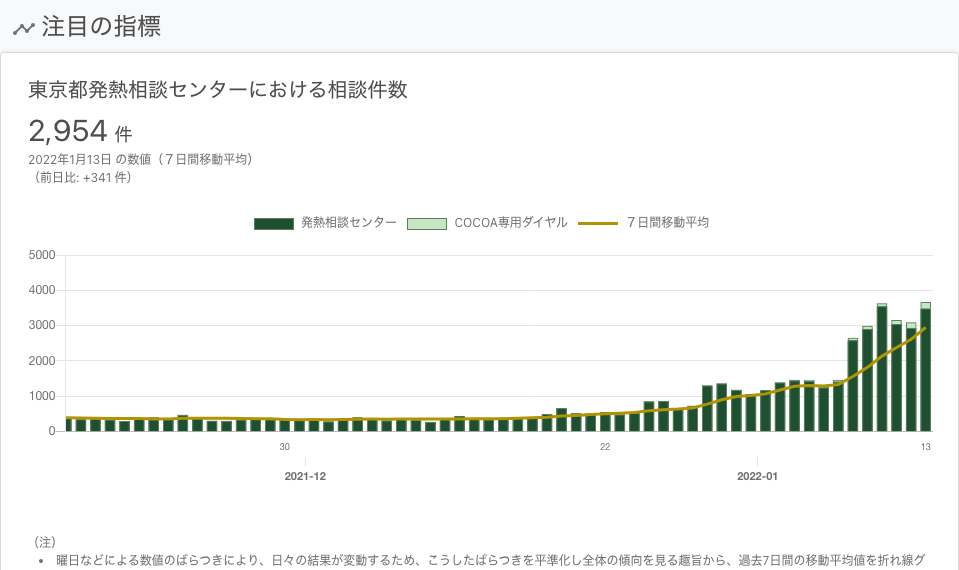 注目の指標
東京都発熱相談センターにおける相談件数
2,954 件
2022年1月13日 の数値（７日間移動平均）
（前日比: +341 件）
発熱相談センター COCOA専用ダイヤル ７日間移動平均
5000
4000
3000
2000
1000
0
30 22 13
2021-12 2022-01
（注）
• 曜日などによる数値のばらつきにより、日々の結果が変動するため、こうしたばらつきを平準化し全体の傾向を見る趣旨から、過去7日間の移動平均値を折れ線グ